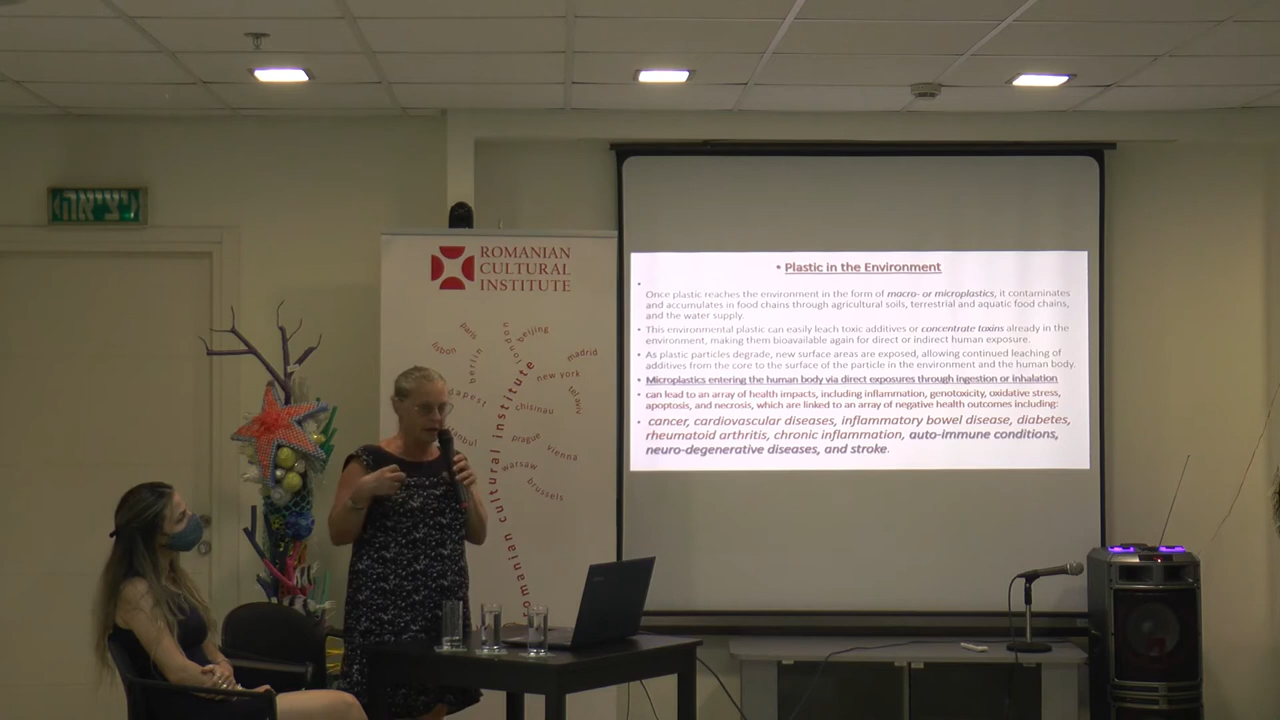 יציאה
ROMANIAN
CULTURAL
INSTITUTE
paris
london
beijing
lisbon
berlin
madrid
new york
tel aviv
dapest
chisinau
istanbul
prague
vienna
warsaw
brussels
romanian cultural institute
• Plastic in the Environment
•
Once plastic reaches the environment in the form of macro- or microplastics, it contaminates
and accumulates in food chains through agricultural soils, terrestrial and aquatic food chains,
and the water supply.
• This environmental plastic can easily leach toxic additives or concentrate toxins already in the
environment, making them bioavailable again for direct or indirect human exposure.
• As plastic particles degrade, new surface areas are exposed, allowing continued leaching of
additives from the core to the surface of the particle in the environment and the human body.
• Microplastics entering the human body via direct exposures through ingestion or inhalation
• can lead to an array of health impacts, including inflammation, genotoxicity, oxidative stress,
apoptosis, and necrosis, which are linked to an array of negative health outcomes including:
• cancer, cardiovascular diseases, inflammatory bowel disease, diabetes,
rheumatoid arthritis, chronic inflammation, auto-immune conditions,
neuro-degenerative diseases, and stroke.